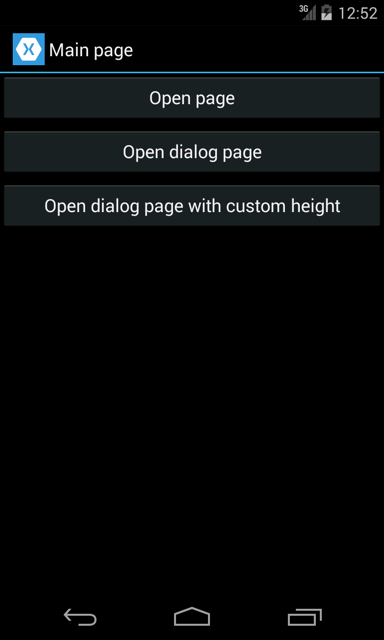 3G 12:52
Main page
Open page
Open dialog page
Open dialog page with custom height